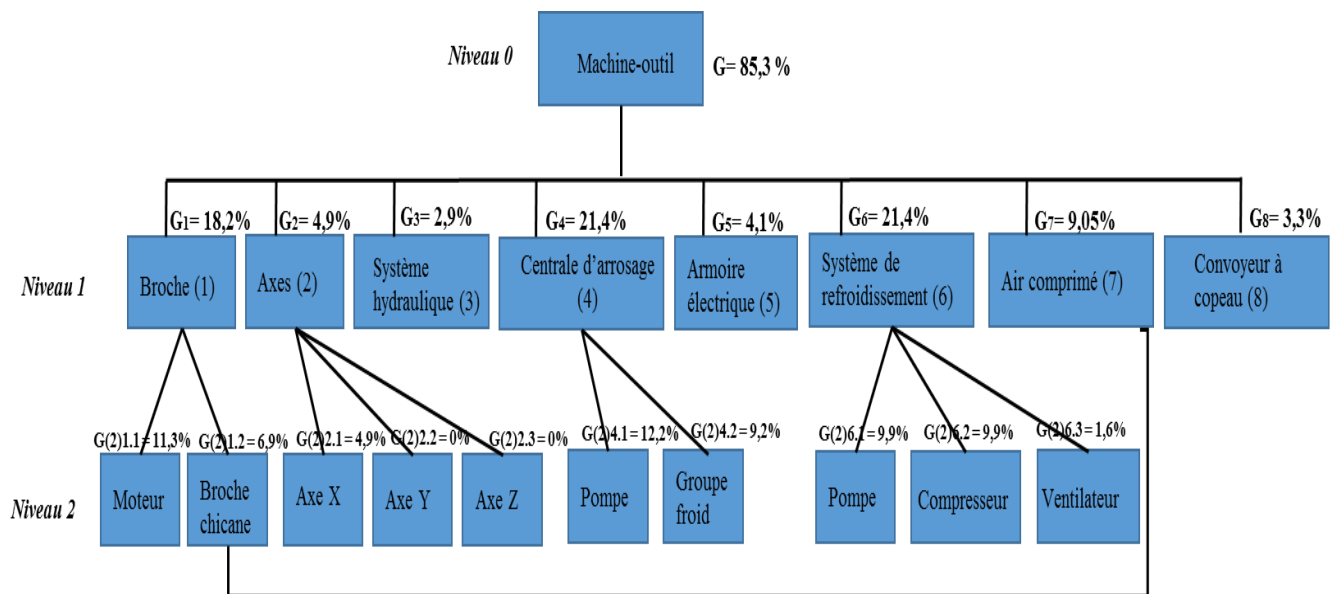 Niveau 0
Machine-outil
G= 85,3 %
Niveau 1
G1= 18,2%
Broche (1)
G2= 4,9%
Axes (2)
G3= 2,9%
Système
hydraulique (3)
G4= 21,4%
Centrale d'arrosage
(4)
G5= 4,1%
Armoire
électrique (5)
G6= 21,4%
Système de
refroidissement (6)
G7= 9,05%
Air comprimé (7)
G8= 3,3%
Convoyeur à
copeau (8)
Niveau 2
G(2)1.1= 11,3%
Moteur
G(2)1.2= 6,9%
Broche
chicane
G(2)2.1= 4,9%
Axe X
G(2)2.2= 0%
Axe Y
G(2)2.3= 0%
Axe Z
G(2)4.1= 12,2%
Pompe
G(2)4.2= 9,2%
Groupe
froid
G(2)6.1= 9,9%
Pompe
G(2)6.2= 9,9%
Compresseur
G(2)6.3= 1,6%
Ventilateur